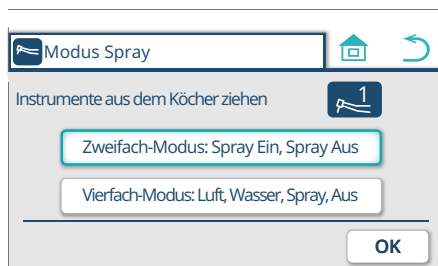 Modus Spray
Instrumente aus dem Köcher ziehen
1
Zweifach-Modus: Spray Ein, Spray Aus
Vierfach-Modus: Luft, Wasser, Spray, Aus
OK